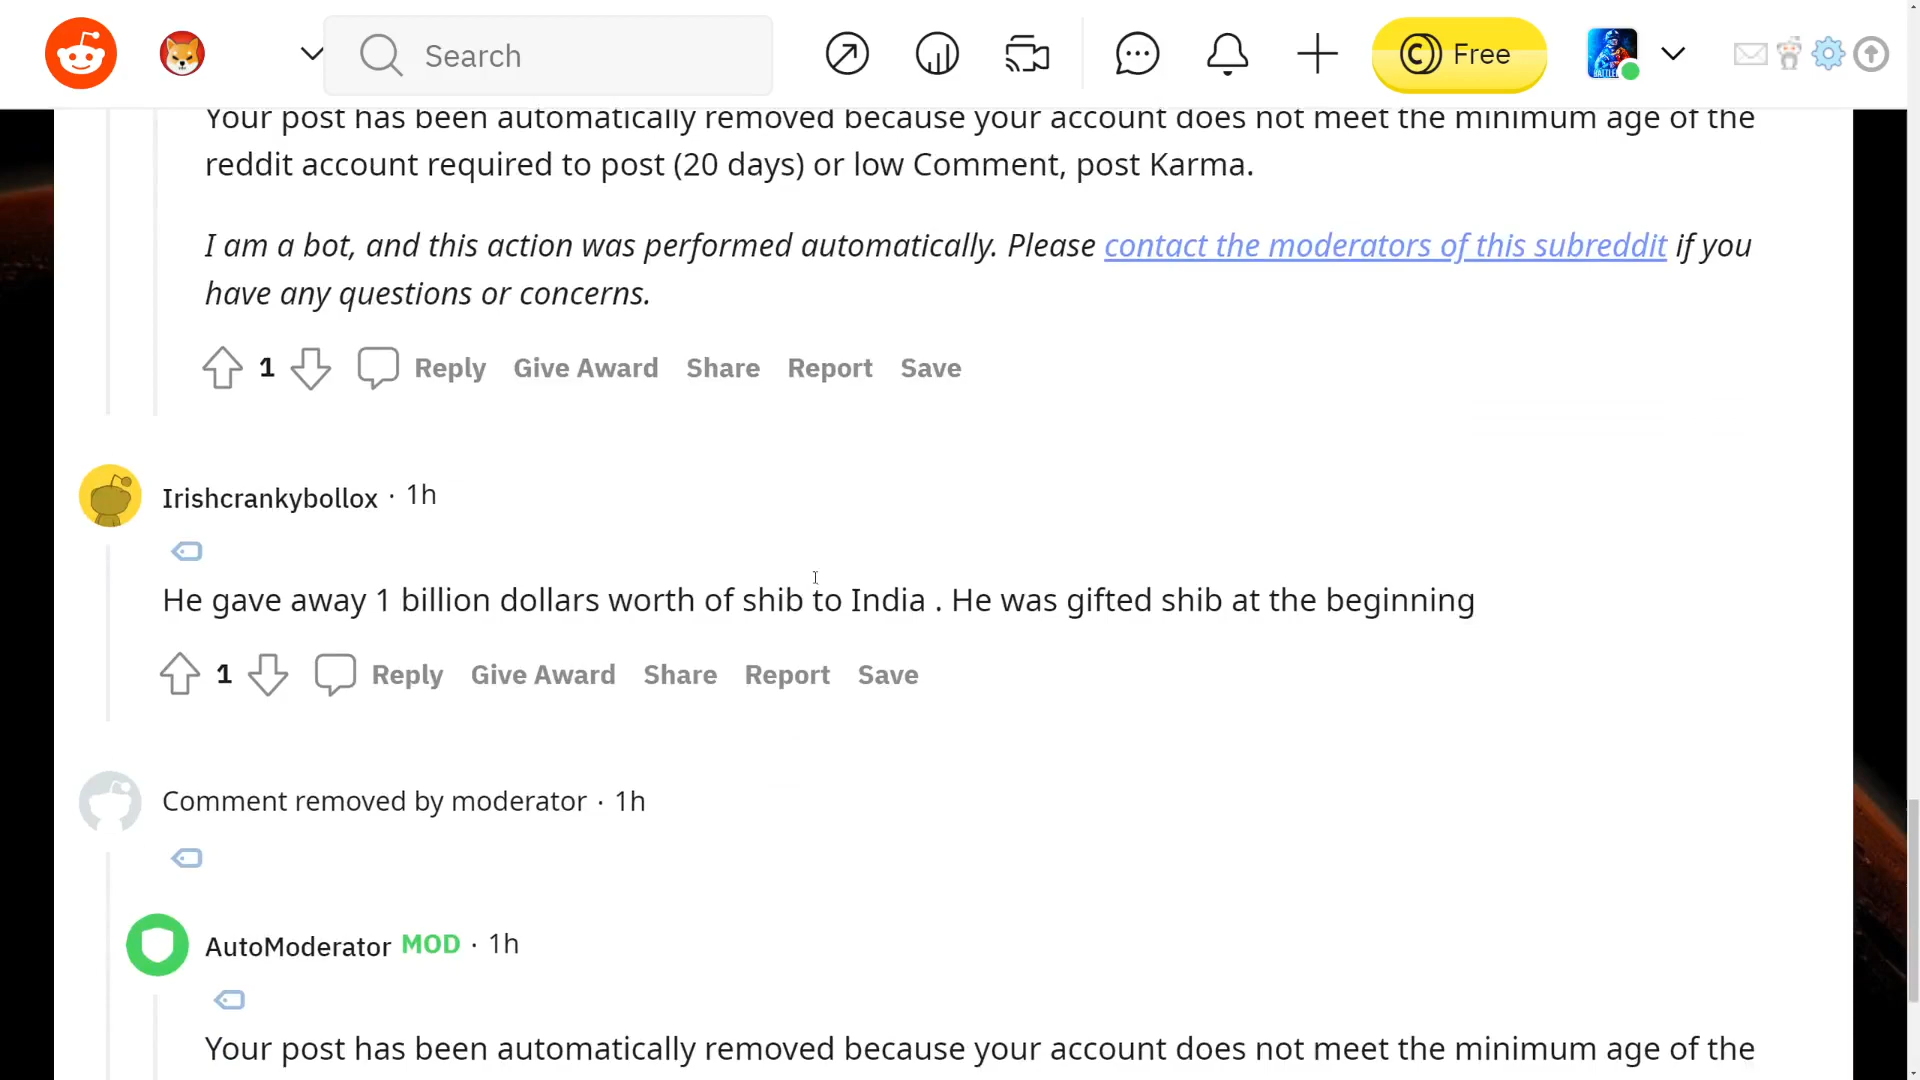 Search
Free
Your post has been automatically removed because your account does not meet the minimum age of the
reddit account required to post (20 days) or low Comment, post Karma.
I am a bot, and this action was performed automatically. Please contact the moderators of this subreddit if you
have any questions or concerns.
1 Reply Give Award Share Report Save
Irishcrankybollox · 1h
He gave away 1 billion dollars worth of shib to India . He was gifted shib at the beginning
1 Reply Give Award Share Report Save
Comment removed by moderator · 1h
AutoModerator MOD · 1h
Your post has been automatically removed because your account does not meet the minimum age of the